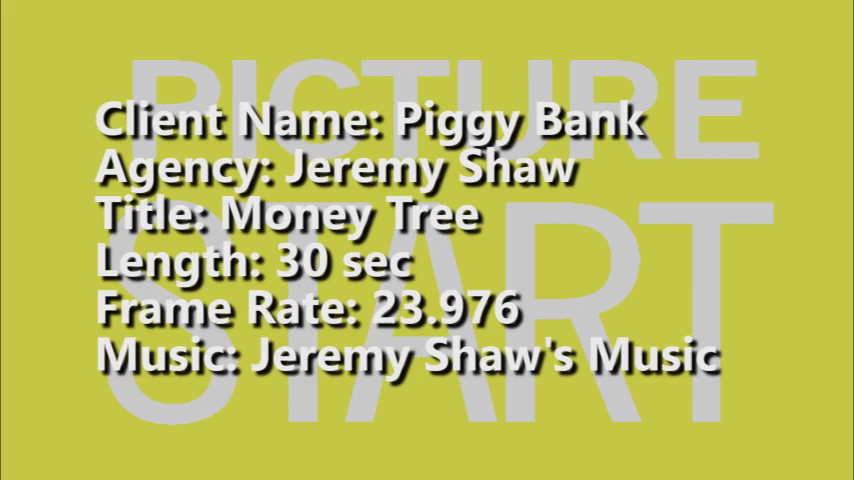 PICTURE
START
Client Name: Piggy Bank
Agency: Jeremy Shaw
Title: Money Tree
Length: 30 sec
Frame Rate: 23.976
Music: Jeremy Shaw's Music